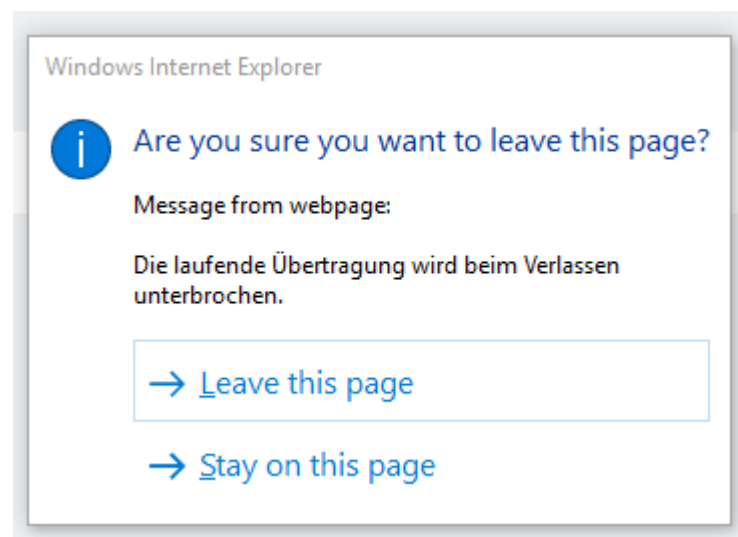 Windows Internet Explorer
Are you sure you want to leave this page?
Message from webpage:
Die laufende Übertragung wird beim Verlassen
unterbrochen.
Leave this page
Stay on this page